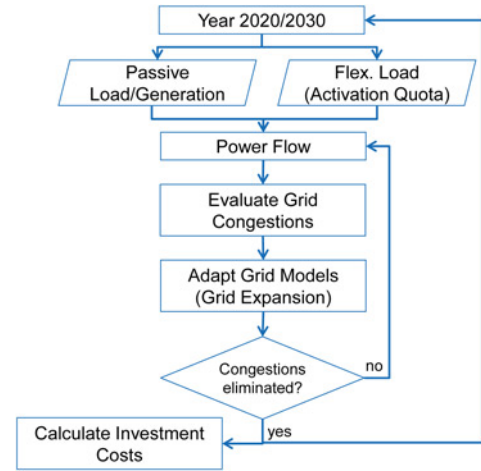 Year 2020/2030
Passive
Load/Generation
Flex. Load
(Activation Quota)
Power Flow
Evaluate Grid
Congestions
Adapt Grid Models
(Grid Expansion)
Congestions
eliminated?
no
yes
Calculate Investment
Costs